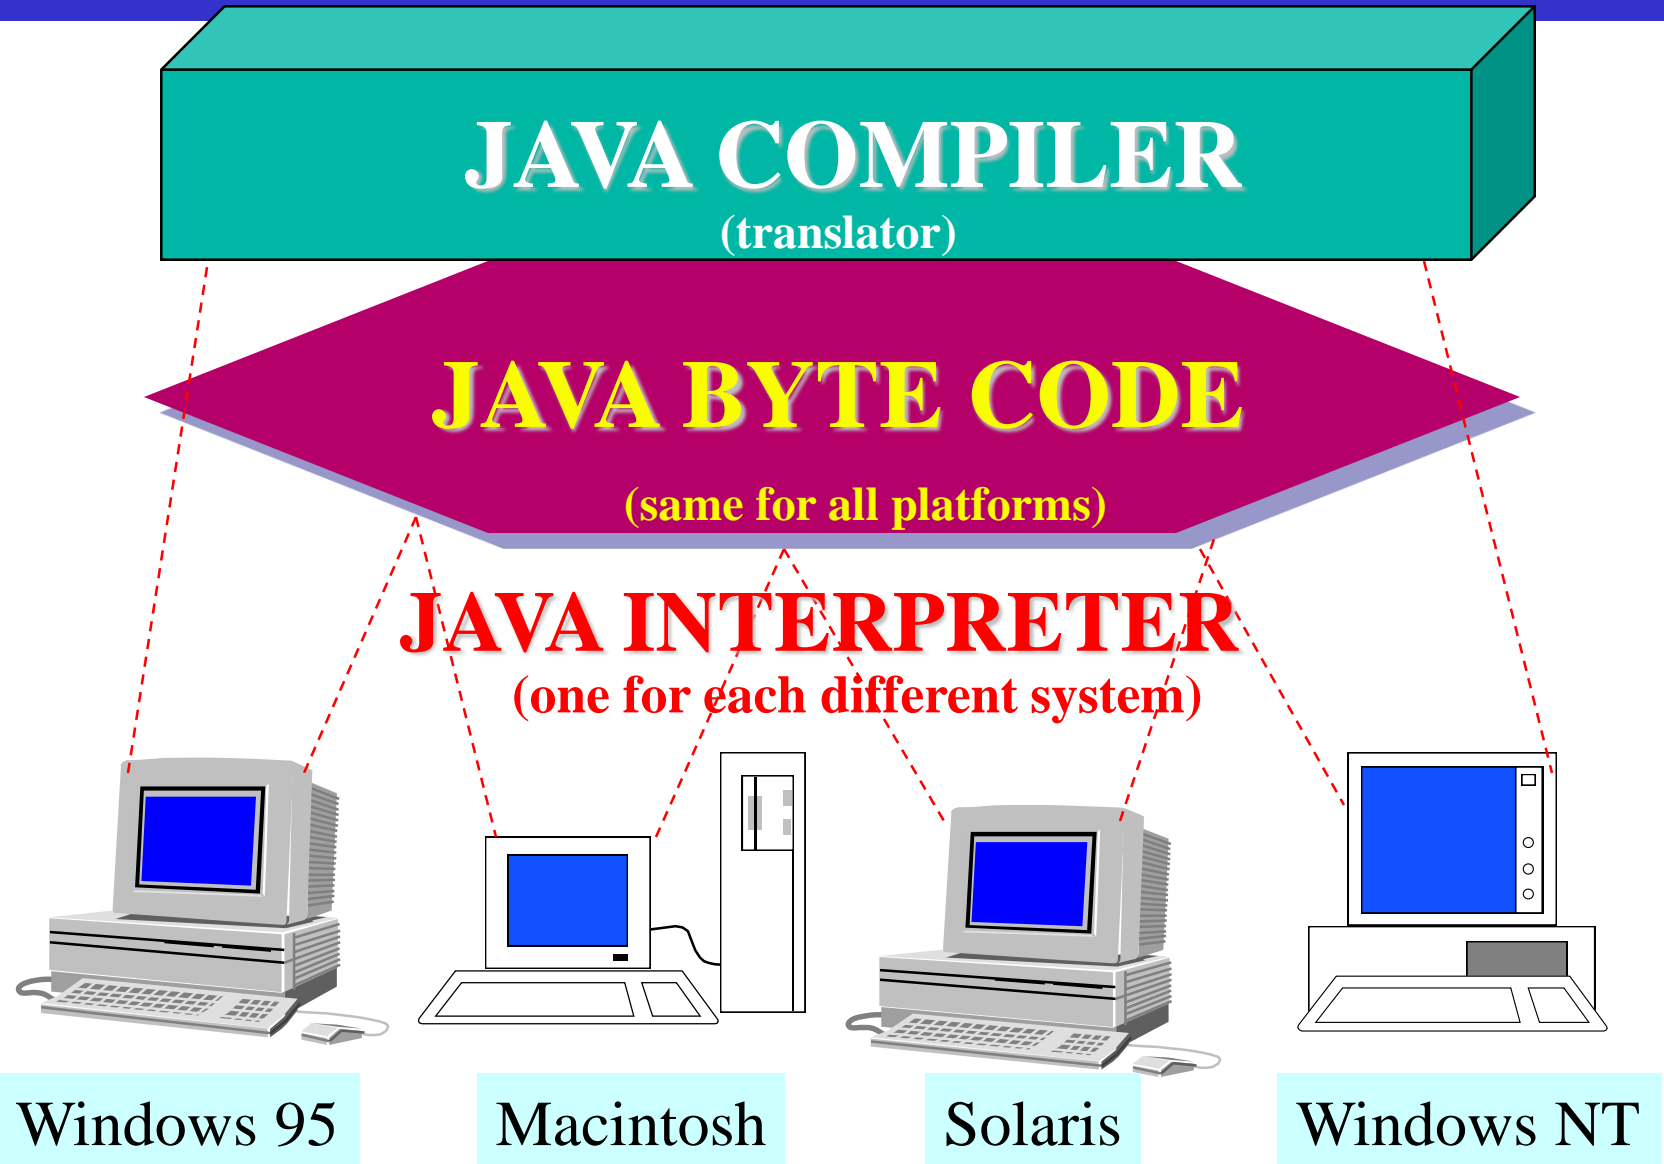 JAVA COMPILER
(translator)
JAVA BYTE CODE
(same for all platforms)
JAVA INTERPRETER
(one for each different system)
Windows 95
Macintosh
Solaris
Windows NT